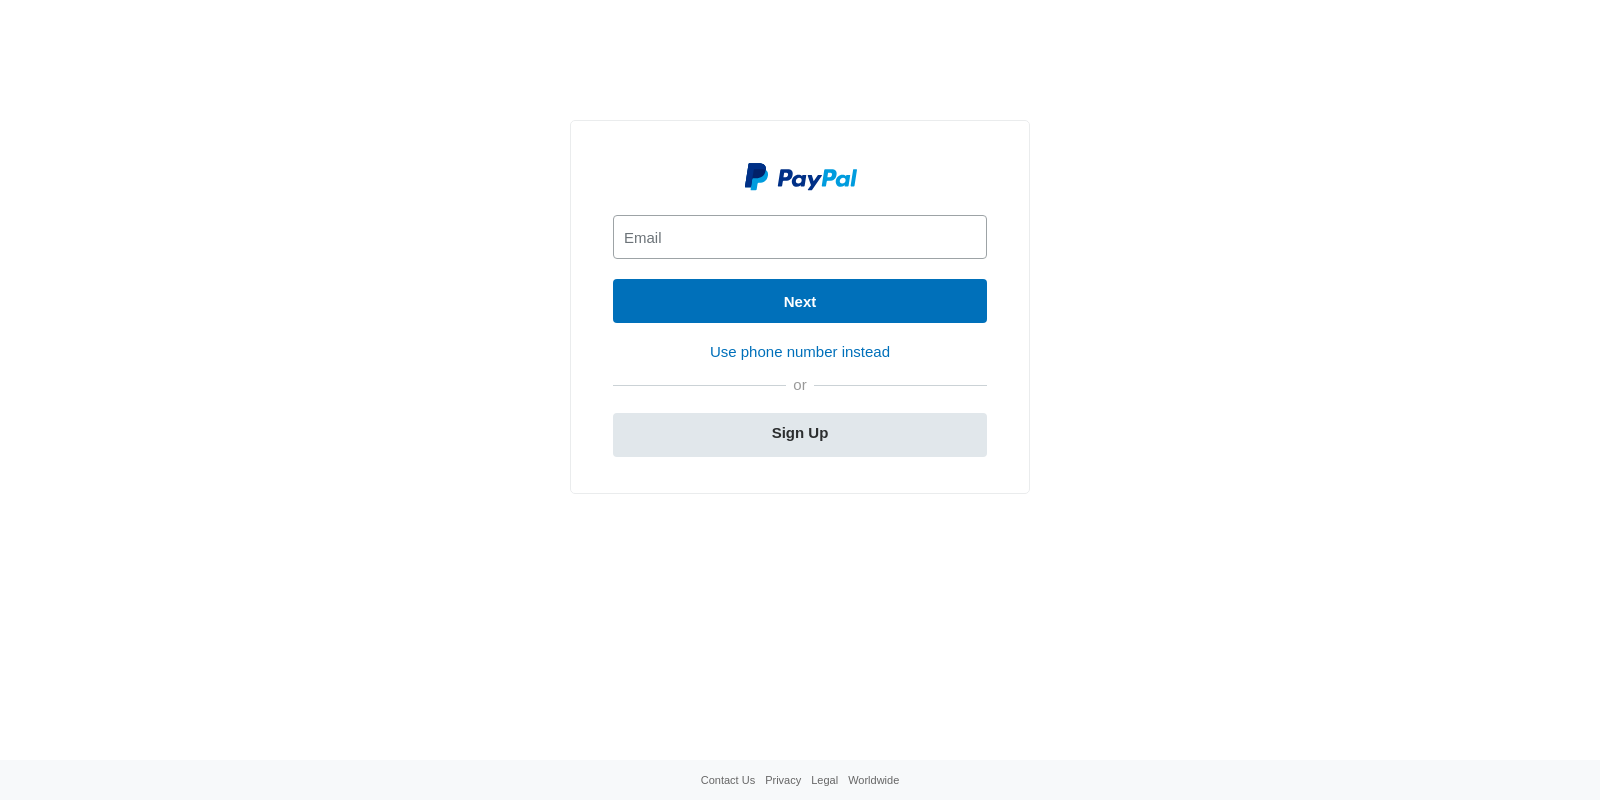 PayPal
Email
Next
Use phone number instead
or
Sign Up
Contact Us Privacy Legal Worldwide